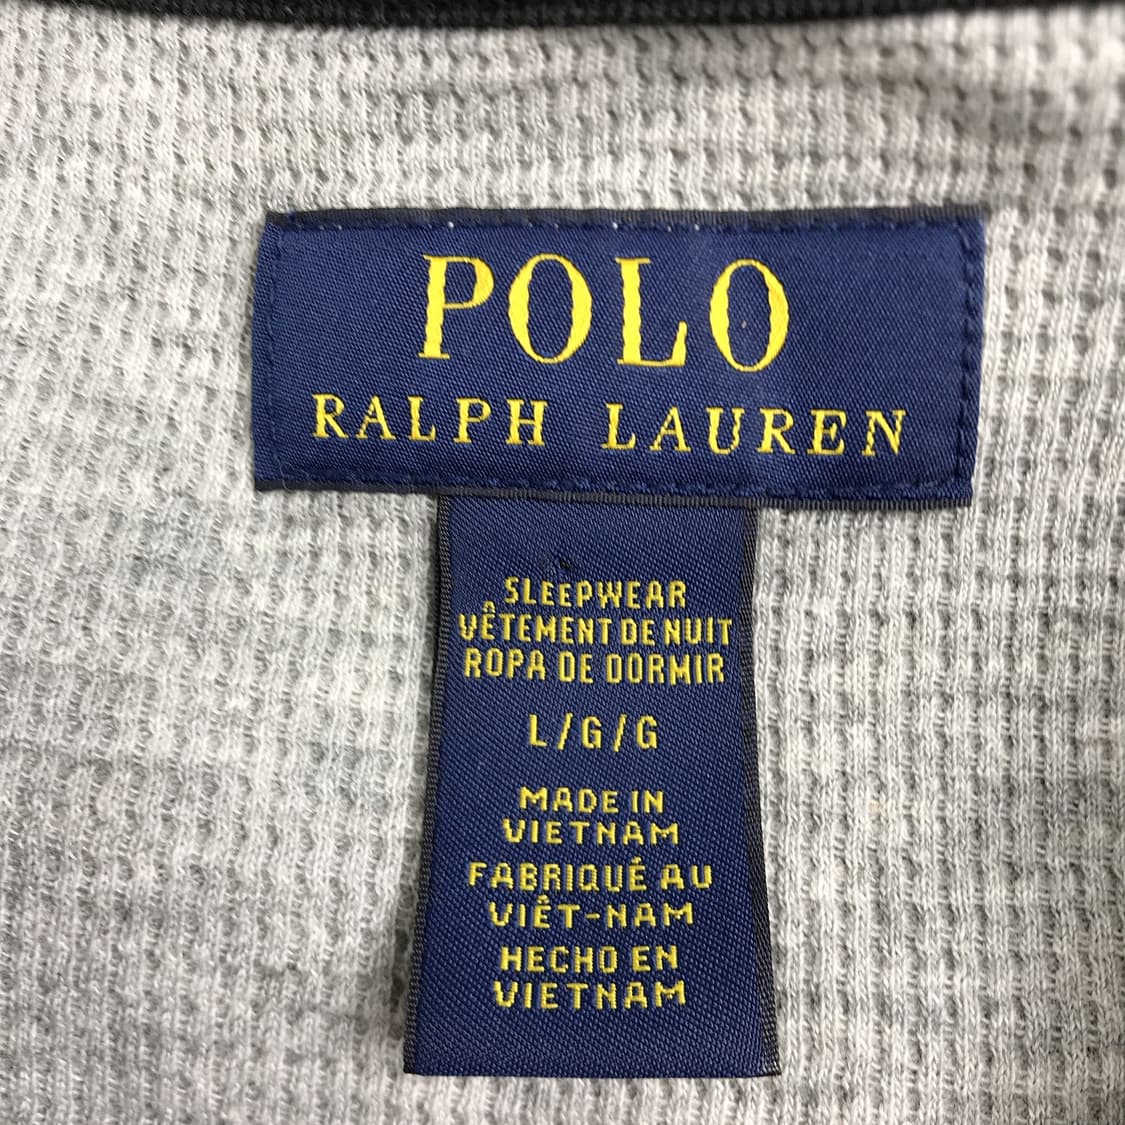 POLO
RALPH LAUREN
SLEEPWEAR
VÊTEMENT DE NUIT
ROPA DE DORMIR
L/G/G
MADE IN
VIETNAM
FABRIQUÉ AU
VIÊT-NAM
HECHO EN
VIETNAM